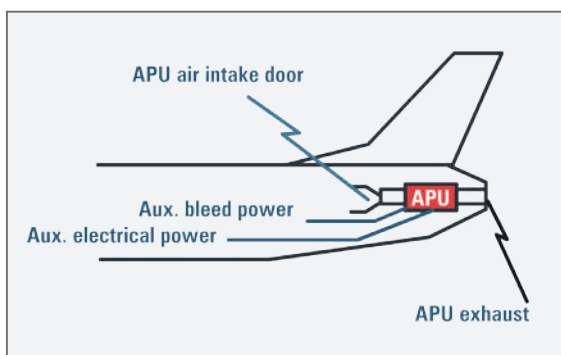 APU air intake door
APU
Aux. bleed power
Aux. electrical power
APU exhaust